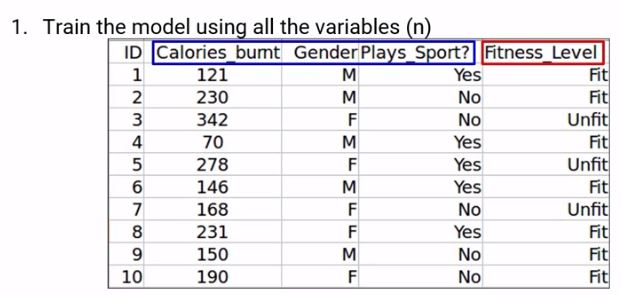 1. Train the model using all the variables (n)
ID Calories_burnt Gender Plays_Sport? Fitness_Level
1 121 M Yes Fit
2 230 M No Fit
3 342 F No Unfit
4 70 M Yes Fit
5 278 F Yes Unfit
6 146 M Yes Fit
7 168 F No Unfit
8 231 F Yes Fit
9 150 M No Fit
10 190 F No Fit